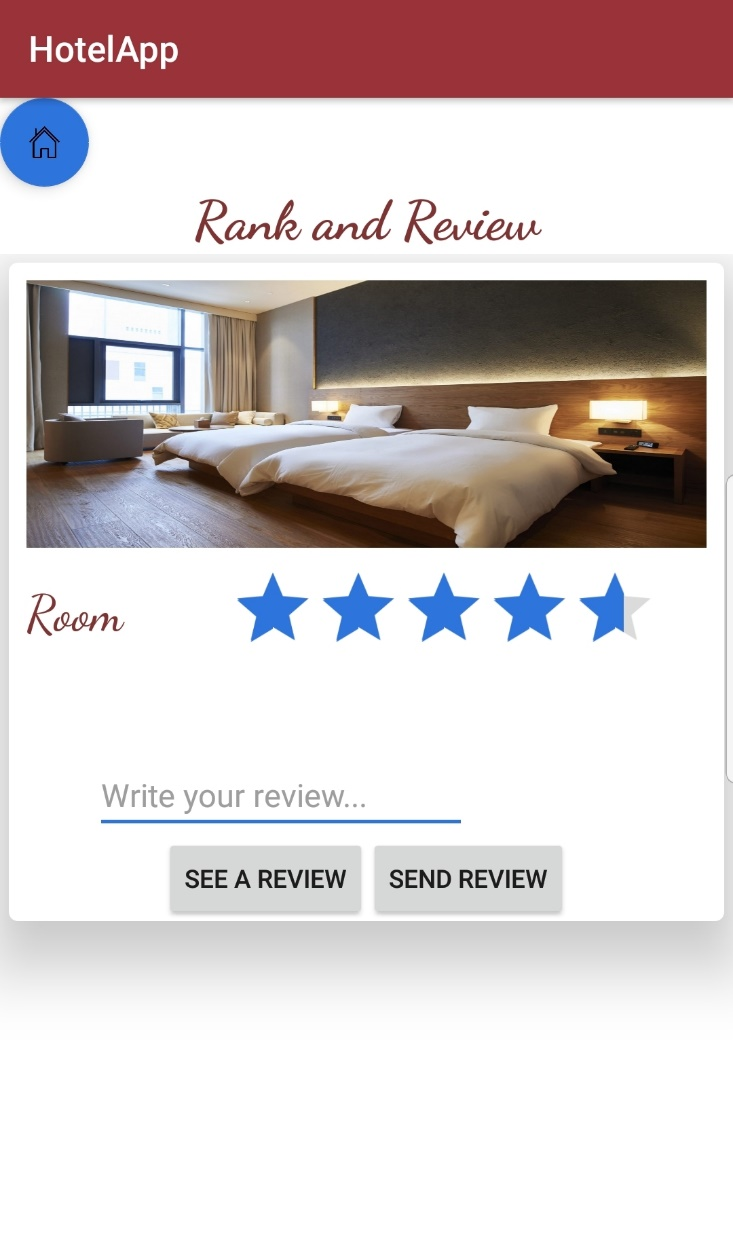 HotelApp
Rank and Review
Room
Write your review...
SEE A REVIEW SEND REVIEW